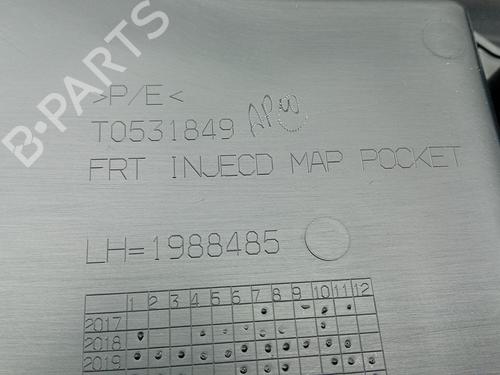 B-PARTS
>P/E<
T0531849
FRT INJECD MAP POCKET
LH=1988485
1 2 3 4 5 6 7 8 9 10 11 12
2017
2018
2019